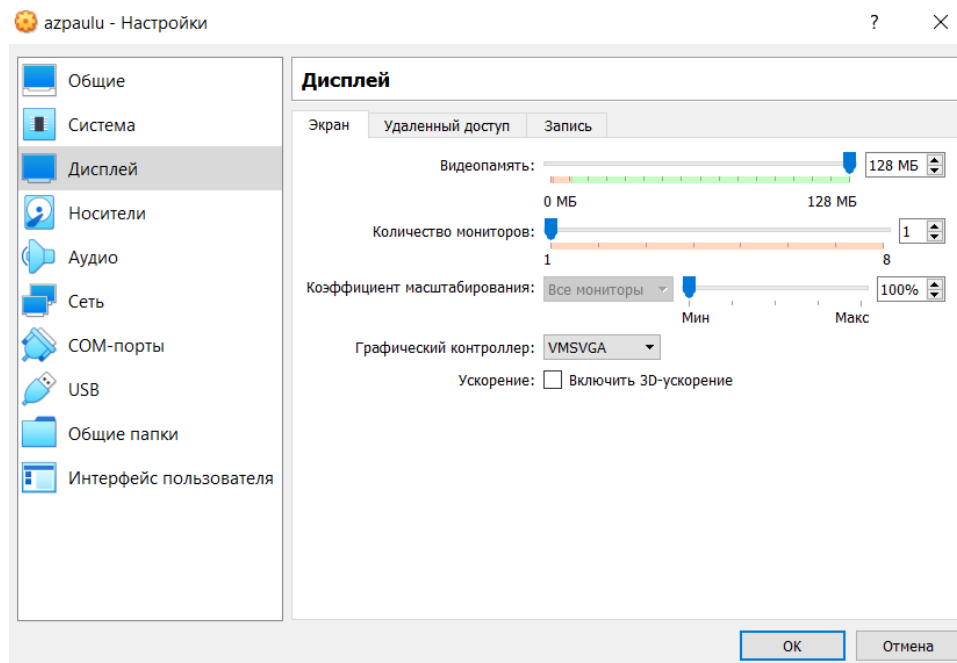 azpaulu - Настройки
?
Общие
Система
Дисплей
Носители
Аудио
Сеть
COM-порты
USB
Общие папки
Интерфейс пользователя
Дисплей
Экран Удаленный доступ Запись
Видеопамять: 128 МБ
0 МБ 128 МБ
Количество мониторов: 1
1 8
Коэффициент масштабирования: Все мониторы 100%
Мин Макс
Графический контроллер: VMSVGA
Ускорение: Включить 3D-ускорение
OK Отмена